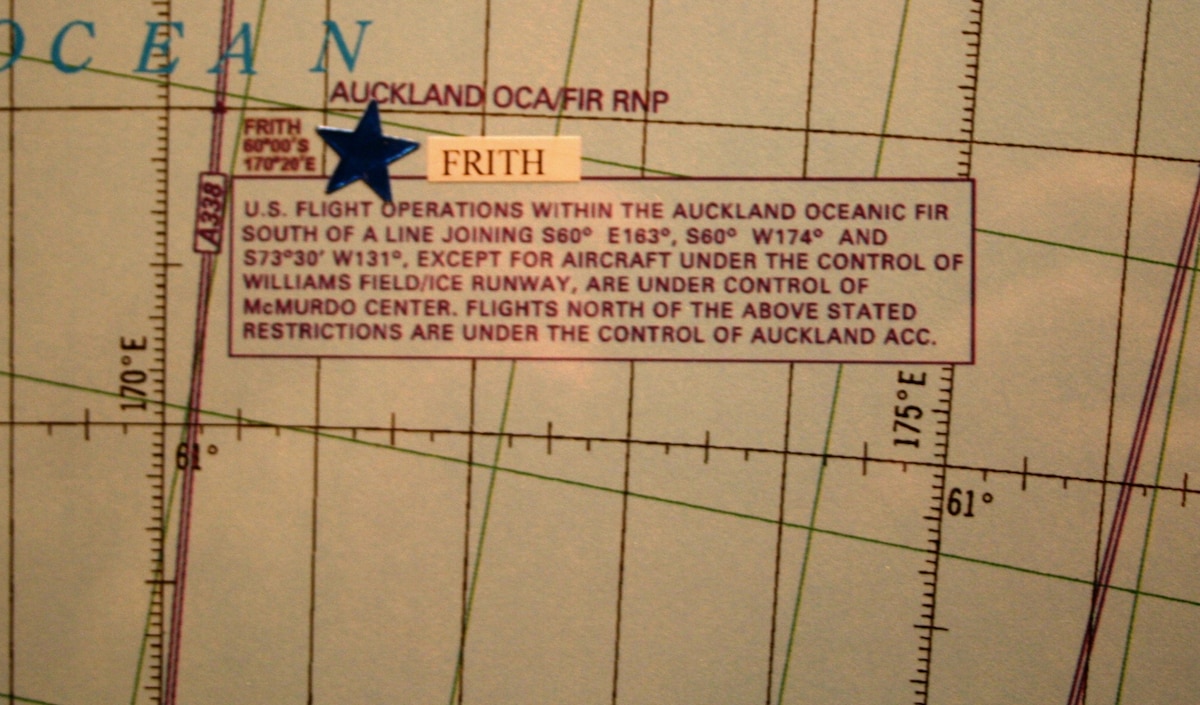 OCEAN
AUCKLAND OCA/FIR RNP
FRITH
60°00'S
170°20'E
FRITH
A338
U.S. FLIGHT OPERATIONS WITHIN THE AUCKLAND OCEANIC FIR
SOUTH OF A LINE JOINING S60° E163°, S60° W174° AND
S73°30' W131°, EXCEPT FOR AIRCRAFT UNDER THE CONTROL OF
WILLIAMS FIELD/ICE RUNWAY, ARE UNDER CONTROL OF
McMURDO CENTER. FLIGHTS NORTH OF THE ABOVE STATED
RESTRICTIONS ARE UNDER THE CONTROL OF AUCKLAND ACC.
170°E
175°E
61°
61°